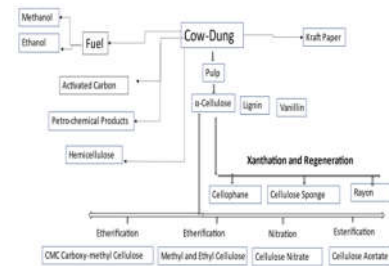 Methanol
Cow-Dung
Kraft Paper
Ethanol
Fuel
Pulp
Activated Carbon
α-Cellulose
Lignin
Vanillin
Petro-chemical Products
Hemicellulose
Xanthation and Regeneration
Cellophane
Cellulose Sponge
Rayon
Etherification
Etherification
Nitration
Esterification
CMC Carboxy-methyl Cellulose
Methyl and Ethyl Cellulose
Cellulose Nitrate
Cellulose Acetate